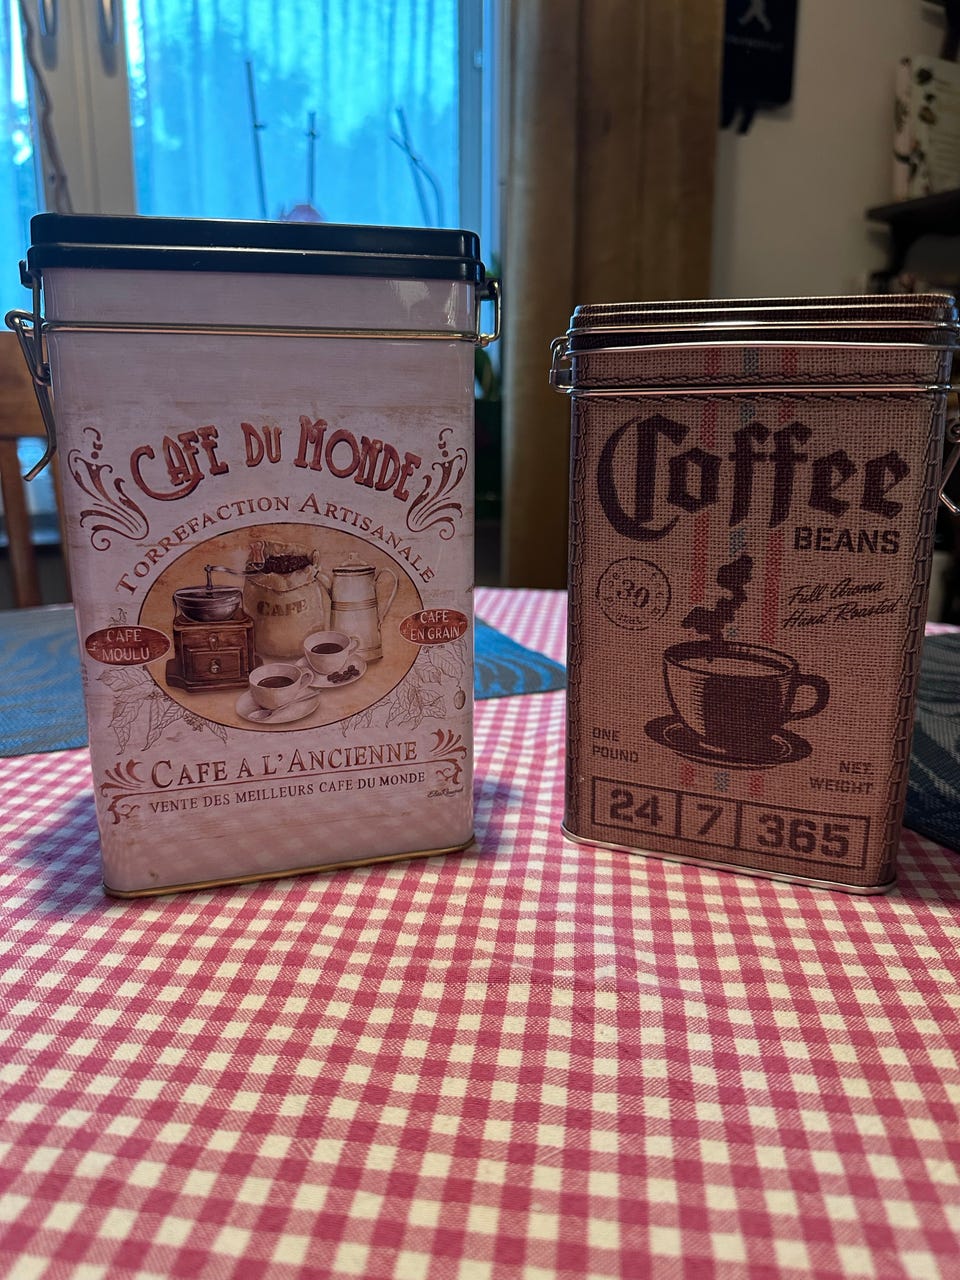 CAFE DU MONDE
TORREFACTION ARTISANALE
CAFE
CAFE
MOULU
CAFE
EN GRAIN
CAFE A L'ANCIENNE
VENTE DES MEILLEURS CAFE DU MONDE
Coffee
BEANS
30
Full Aroma
Hand Roasted
ONE
POUND
NET
WEIGHT
24 7 365